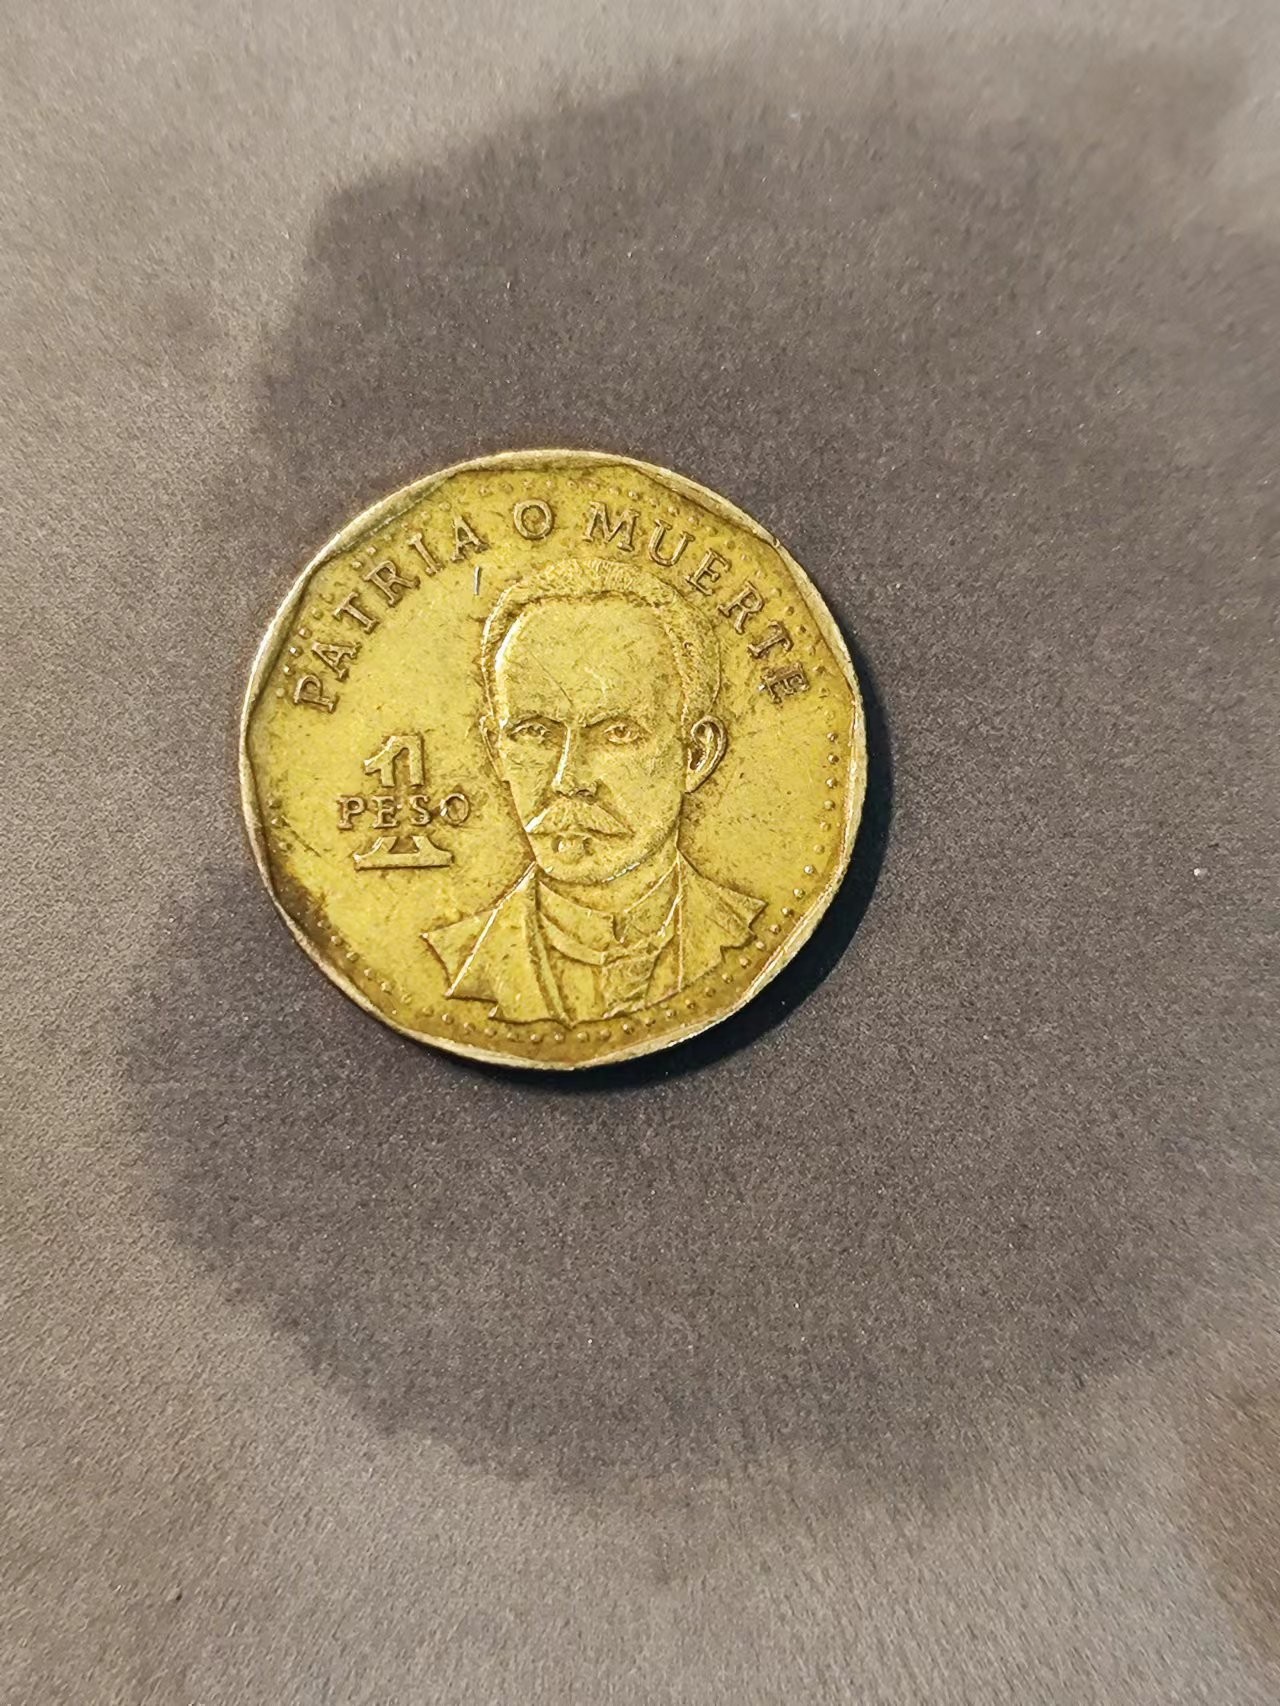 PATRIA O MUERTE
1
PESO